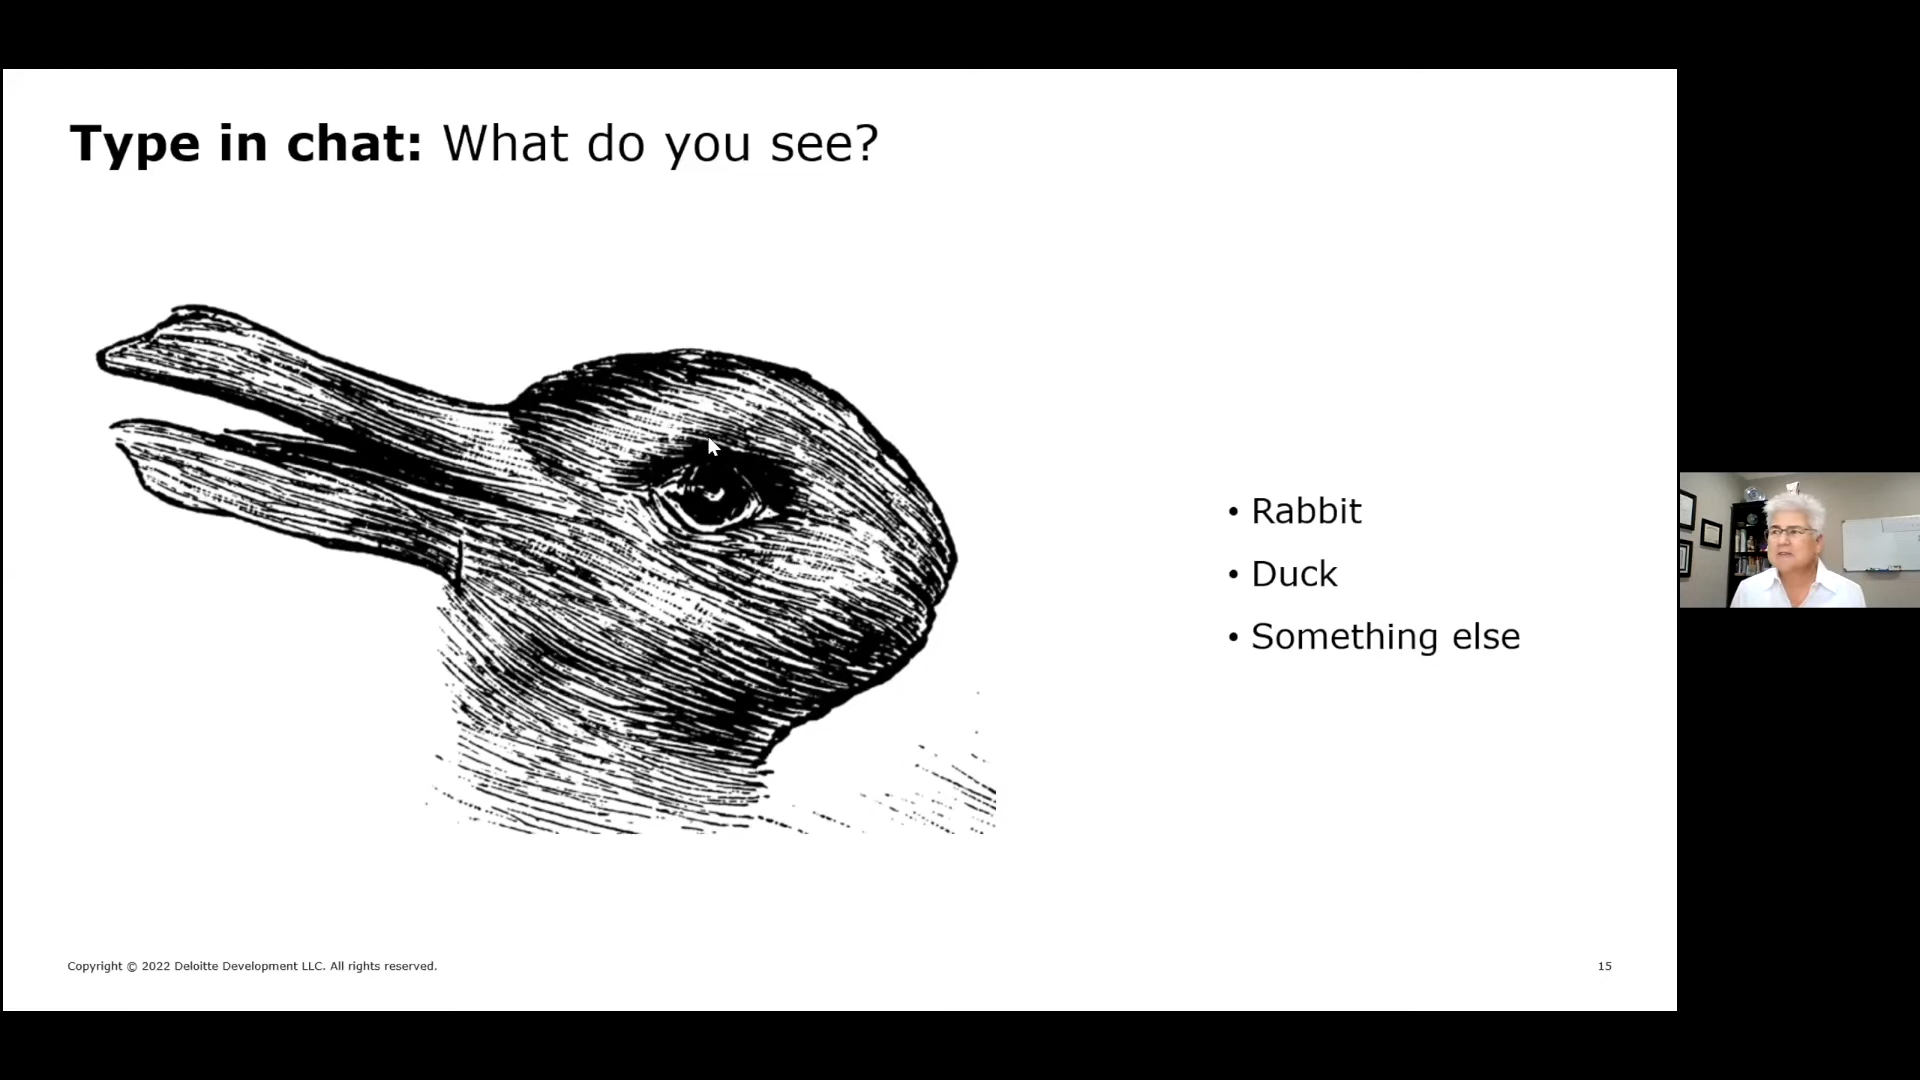 Type in chat: What do you see?
• Rabbit
• Duck
• Something else
Copyright © 2022 Deloitte Development LLC. All rights reserved.
15